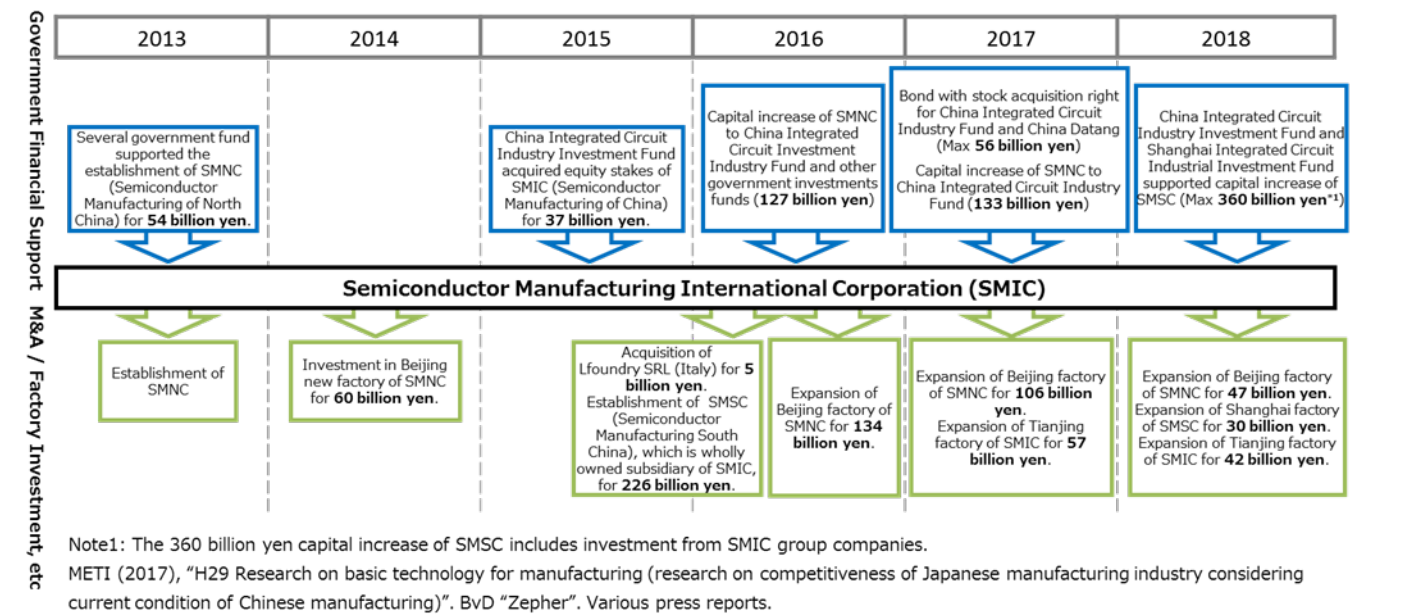 Government Financial Support
M&A / Factory Investment, etc
2013
2014
2015
2016
2017
2018
Several government fund
supported the
establishment of SMNC
(Semiconductor
Manufacturing of North
China) for 54 billion yen.
China Integrated Circuit
Industry Investment Fund
acquired equity stakes of
SMIC (Semiconductor
Manufacturing of China)
for 37 billion yen.
Capital increase of SMNC
to China Integrated
Circuit Investment
Industry Fund and other
government investments
funds (127 billion yen)
Bond with stock acquisition right
for China Integrated Circuit
Industry Fund and China Datang
(Max 56 billion yen)
Capital increase of SMNC to
China Integrated Circuit Industry
Fund (133 billion yen)
China Integrated Circuit
Industry Investment Fund and
Shanghai Integrated Circuit
Industrial Investment Fund
supported capital increase of
SMSC (Max 360 billion yen*1)
Semiconductor Manufacturing International Corporation (SMIC)
Establishment of
SMNC
Investment in Beijing
new factory of SMNC
for 60 billion yen.
Acquisition of
Lfoundry SRL (Italy) for 5
billion yen.
Establishment of SMSC
(Semiconductor
Manufacturing South
China), which is wholly
owned subsidiary of SMIC,
for 226 billion yen.
Expansion of
Beijing factory of
SMNC for 134
billion yen.
Expansion of Beijing factory
of SMNC for 106 billion
yen.
Expansion of Tianjing
factory of SMIC for 57
billion yen.
Expansion of Beijing factory
of SMNC for 47 billion yen.
Expansion of Shanghai factory
of SMSC for 30 billion yen.
Expansion of Tianjing factory
of SMIC for 42 billion yen.
Note1: The 360 billion yen capital increase of SMSC includes investment from SMIC group companies.
METI (2017), “H29 Research on basic technology for manufacturing (research on competitiveness of Japanese manufacturing industry considering
current condition of Chinese manufacturing)”. BvD “Zepher”. Various press reports.